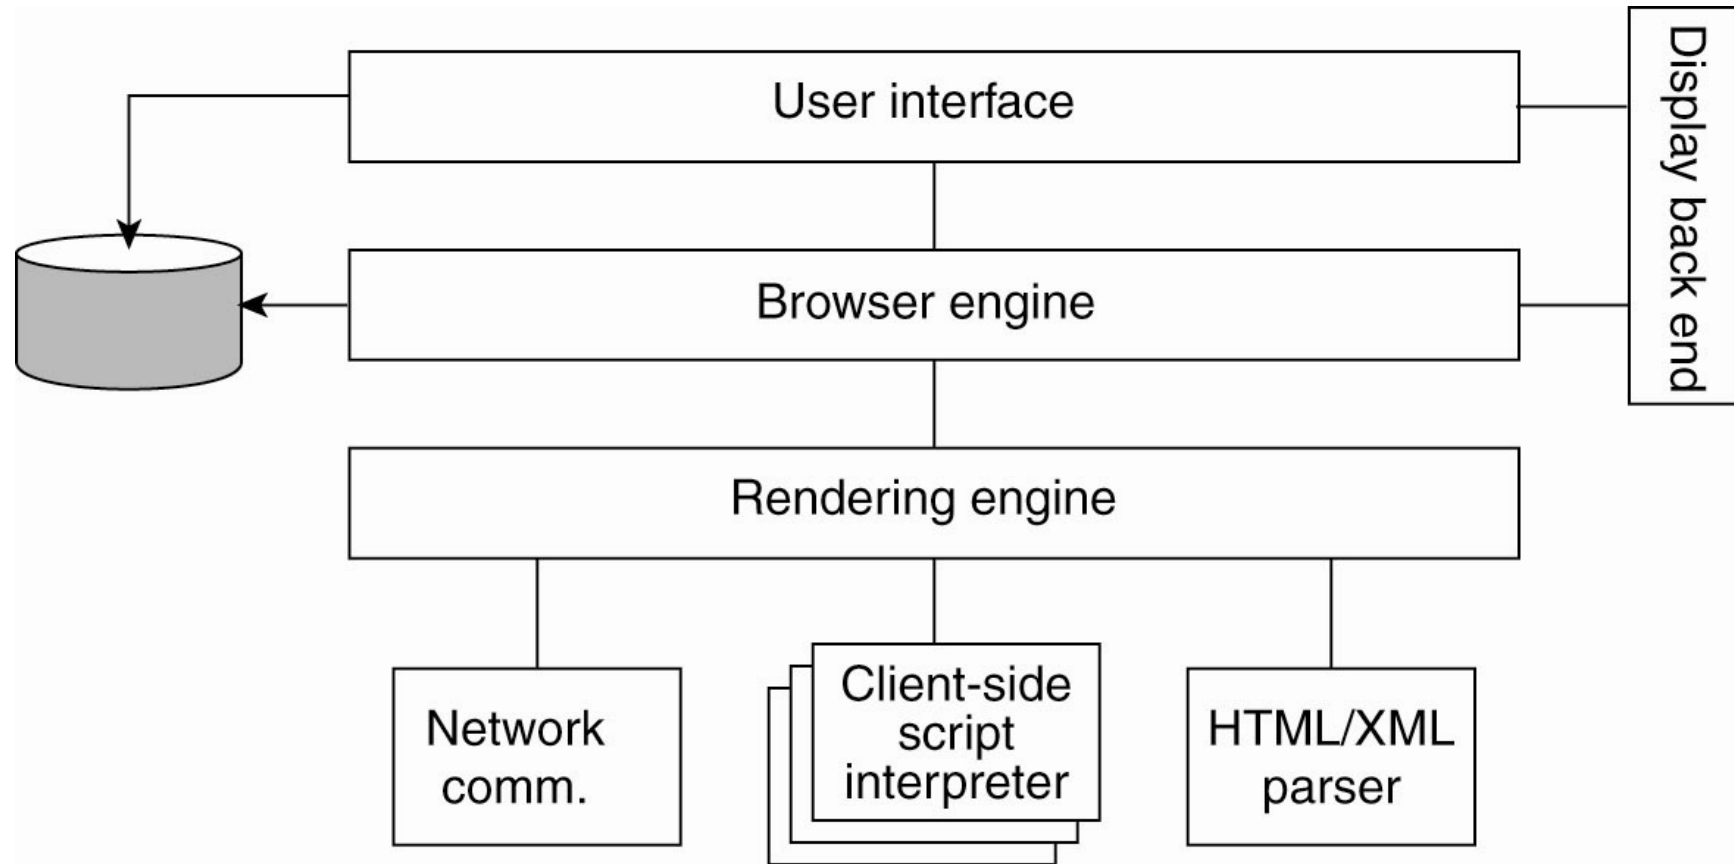 User interface
Display back end
Browser engine
Rendering engine
Network
comm.
Client-side
script
interpreter
HTML/XML
parser